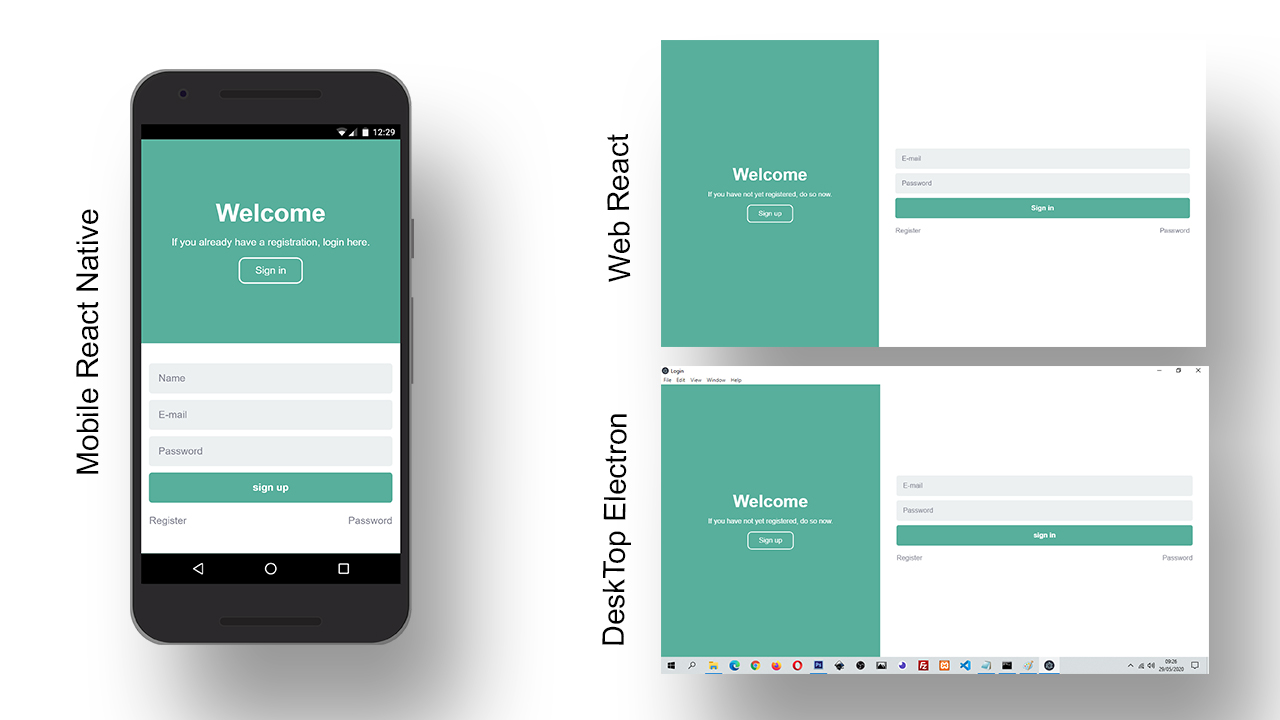 Mobile React Native
12:29
Welcome
If you already have a registration, login here.
Sign in
Name
E-mail
Password
sign up
Register
Password
Web React
Welcome
If you have not yet registered, do so now.
Sign up
E-mail
Password
Sign in
Register
Password
DeskTop Electron
Login
File Edit View Window Help
Welcome
If you have not yet registered, do so now.
Sign up
E-mail
Password
sign in
Register
Password
09:26
29/05/2020